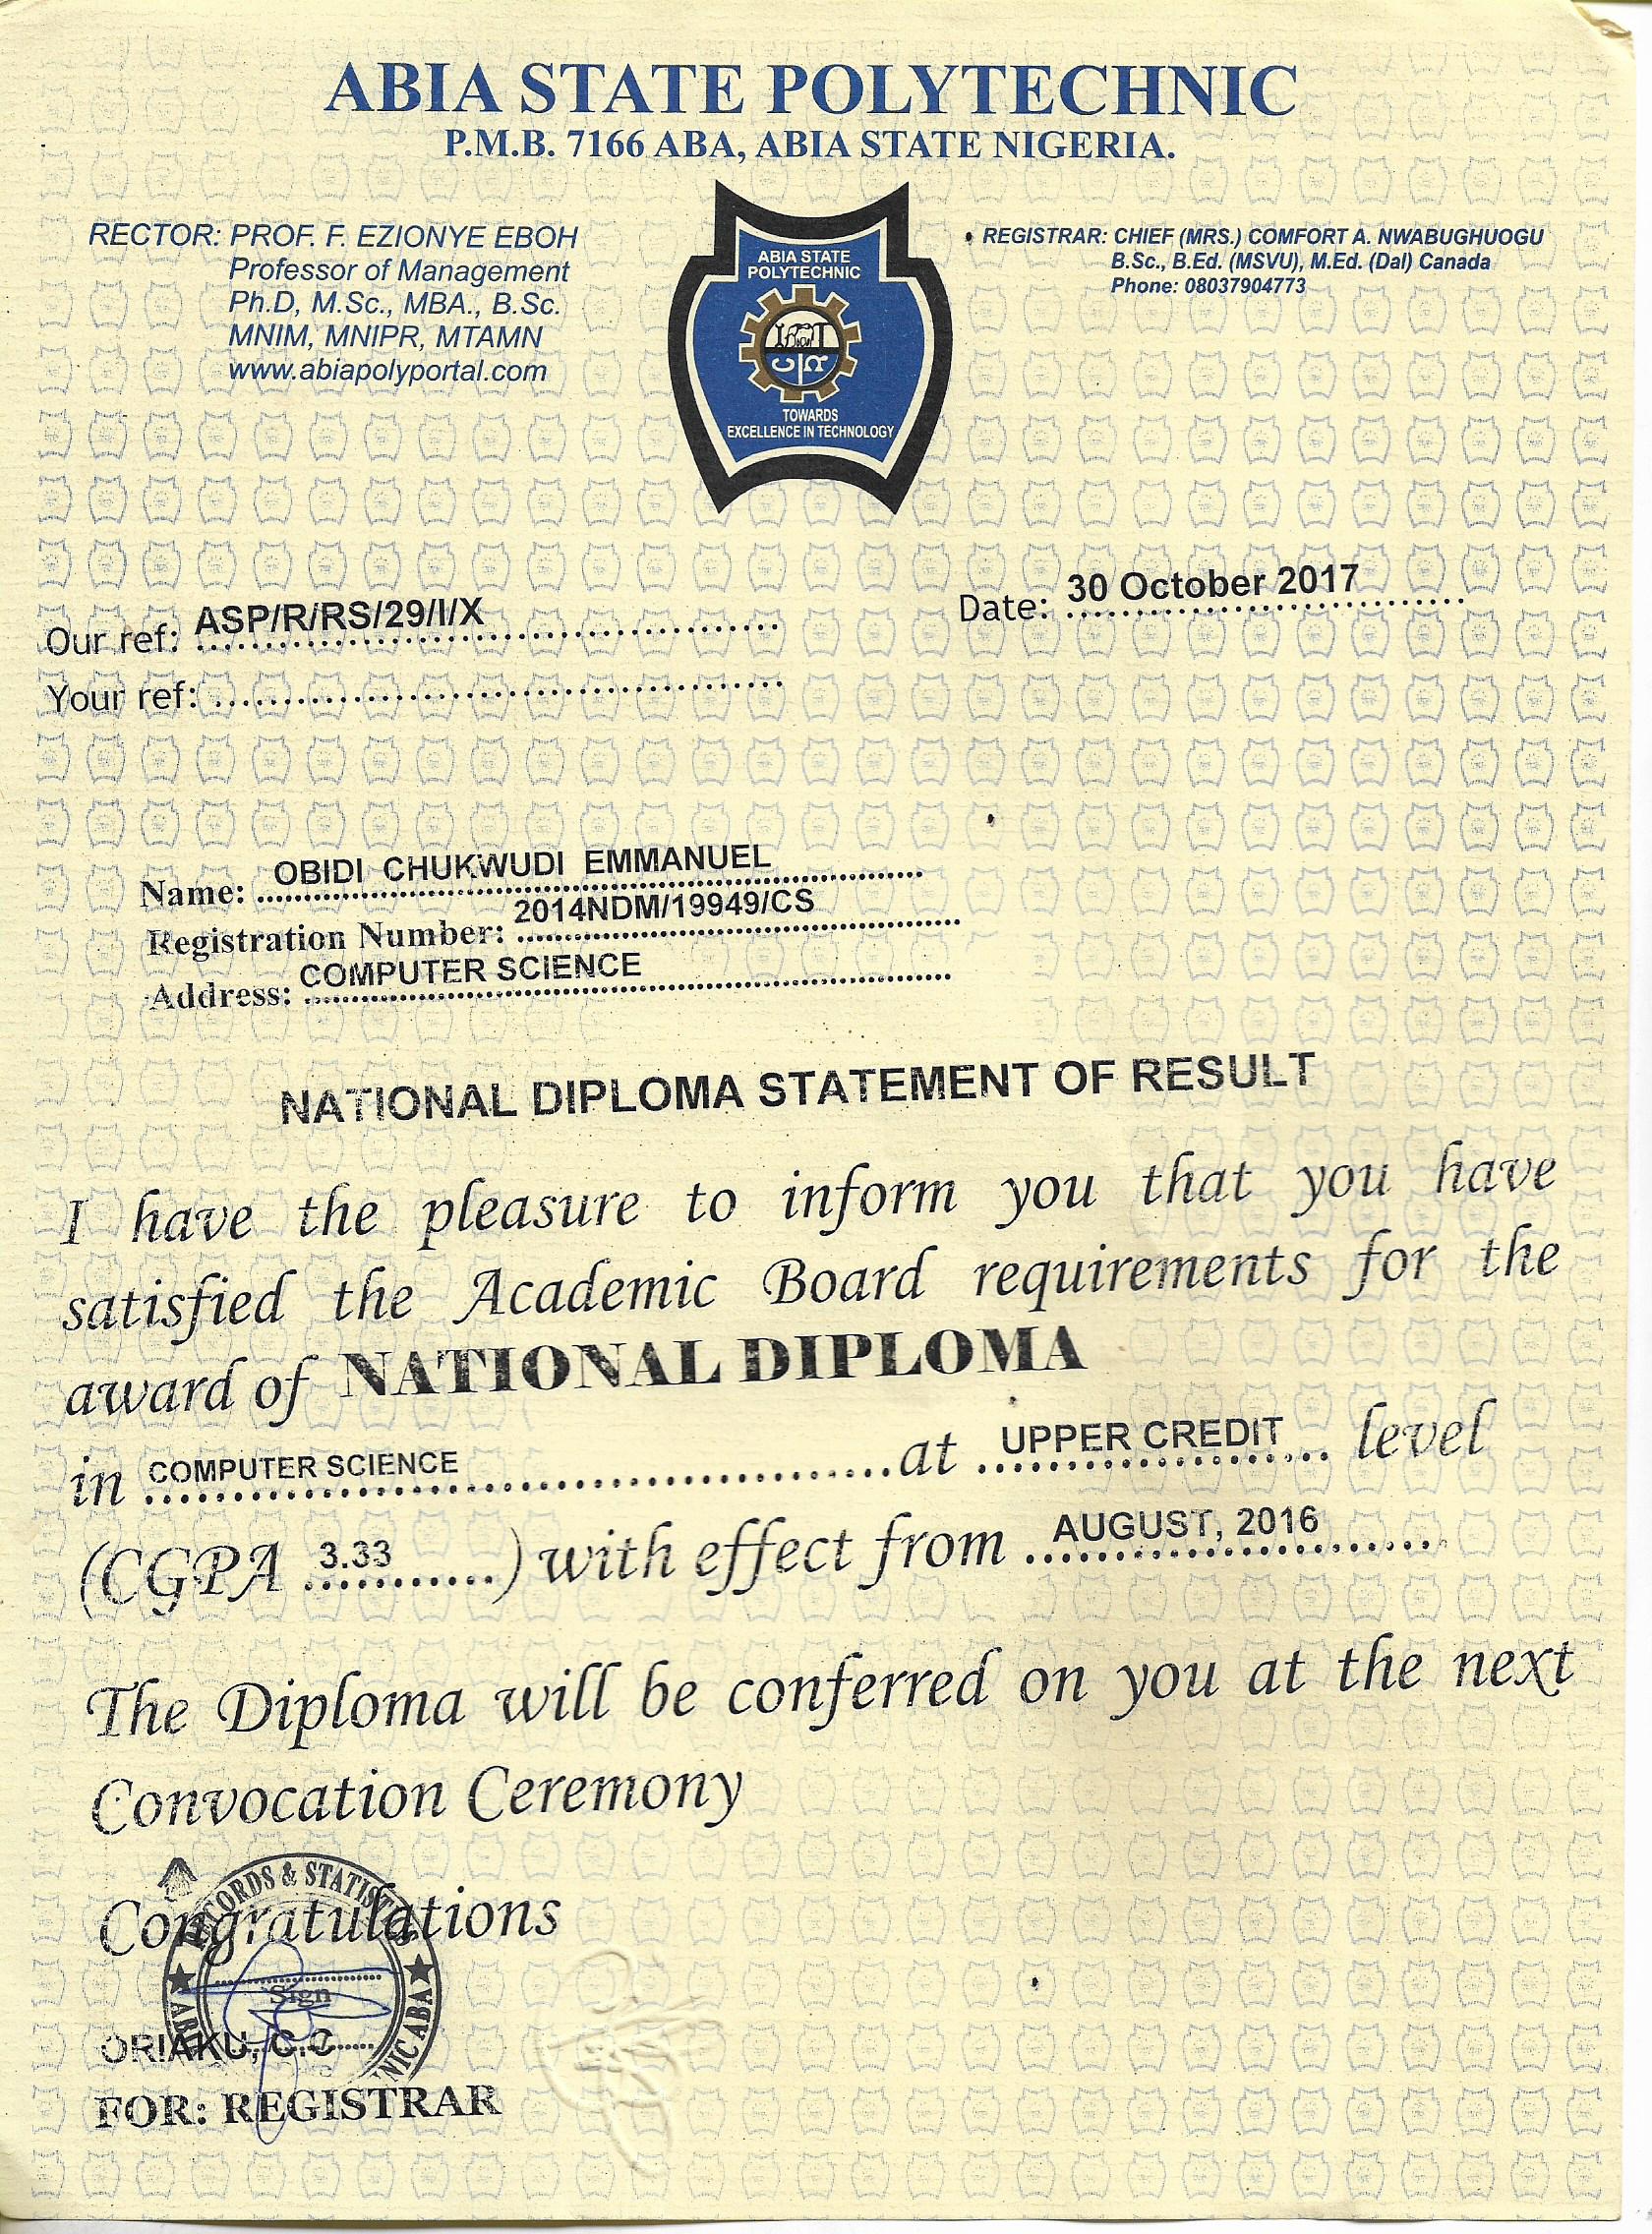 ABIA STATE POLYTECHNIC
P.M.B. 7166 ABA, ABIA STATE NIGERIA.
RECTOR: PROF. F. EZIONYE EBOH
Professor of Management
Ph.D, M.Sc., MBA., B.Sc.
MNIM, MNIPR, MTAMN
www.abiapolyportal.com
ABIA STATE
POLYTECHNIC
TOWARDS
EXCELLENCE IN TECHNOLOGY
REGISTRAR: CHIEF (MRS.) COMFORT A. NWABUGHUOGU
B.Sc., B.Ed. (MSVU), M.Ed. (Dal) Canada
Phone: 08037904773
Our ref: ASP/R/RS/29/I/X
Date: 30 October 2017
Your ref:
Name: OBIDI CHUKWUDI EMMANUEL
Registration Number: 2014NDM/19949/CS
Address: COMPUTER SCIENCE
NATIONAL DIPLOMA STATEMENT OF RESULT
I have the pleasure to inform you that you have
satisfied the Academic Board requirements for the
award of NATIONAL DIPLOMA
in COMPUTER SCIENCE at UPPER CREDIT level
(CGPA 3.33) with effect from AUGUST, 2016
The Diploma will be conferred on you at the next
Convocation Ceremony
Congratulations
Sign
ORIAKU, C.C
FOR: REGISTRAR